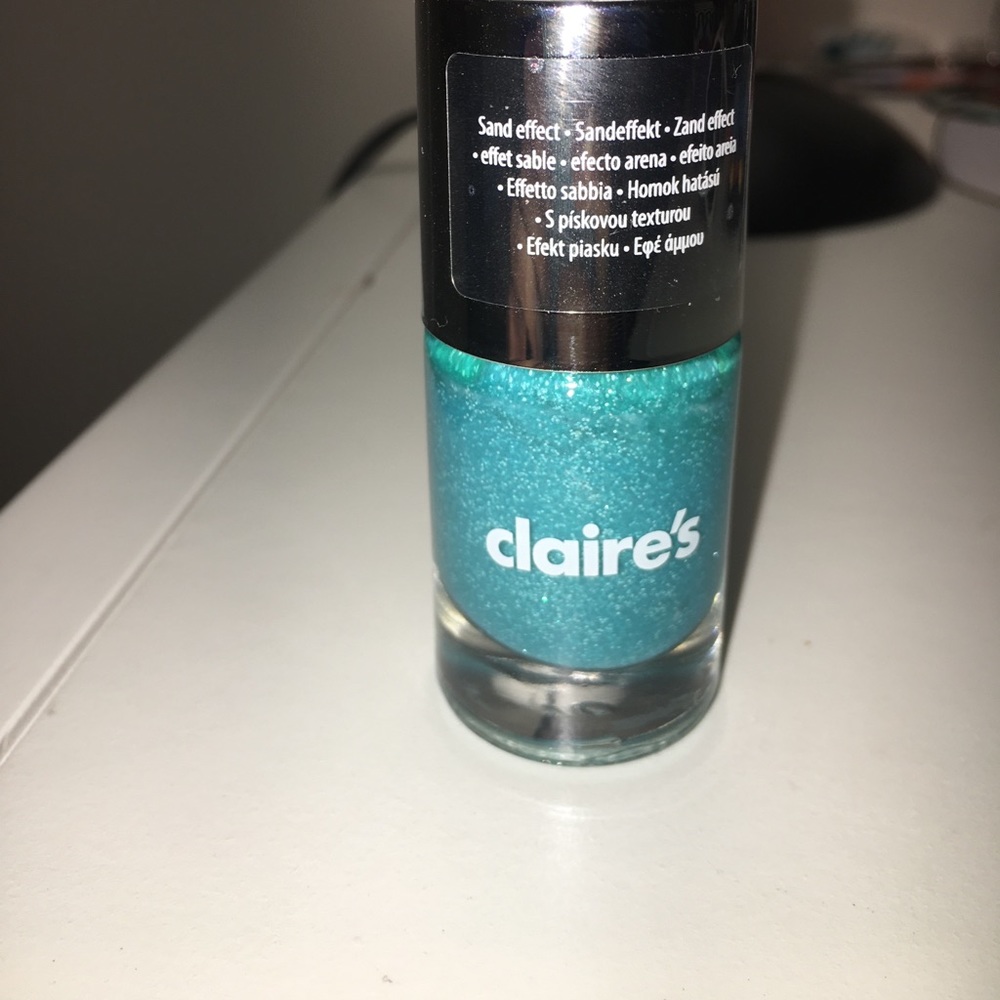 Sand effect • Sandeffekt • Zand effect
• effet sable • efecto arena • efeito areia
• Effetto sabbia • Homok hatású
• S pískovou texturou
• Efekt piasku • Εφέ άμμου
claire's